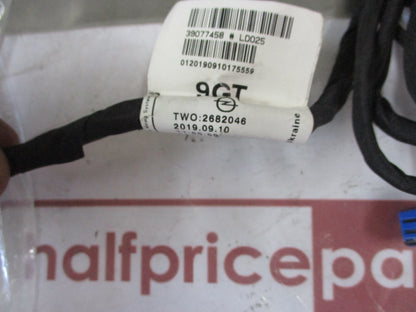 39077458 # LD025
0120190910175559
9GT
TWO:2682046
2019.09.10
Ukraine
halfpricepa